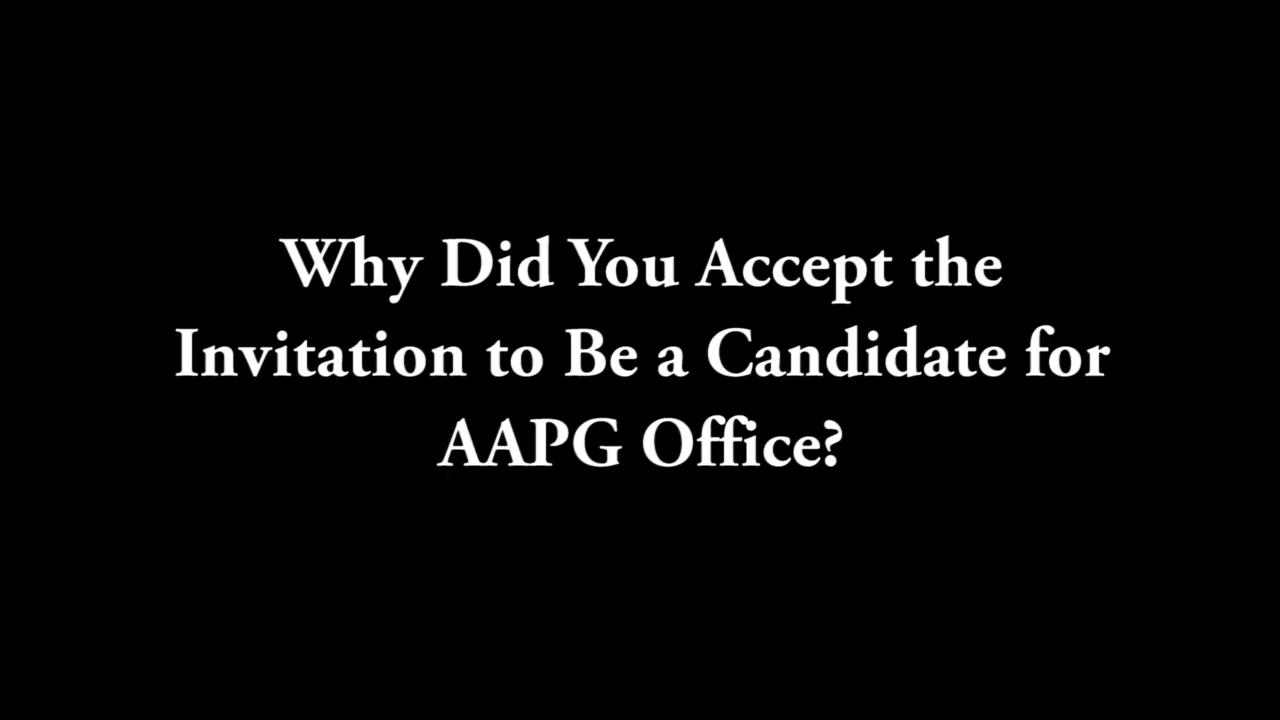 Why Did You Accept the
Invitation to Be a Candidate for
AAPG Office?